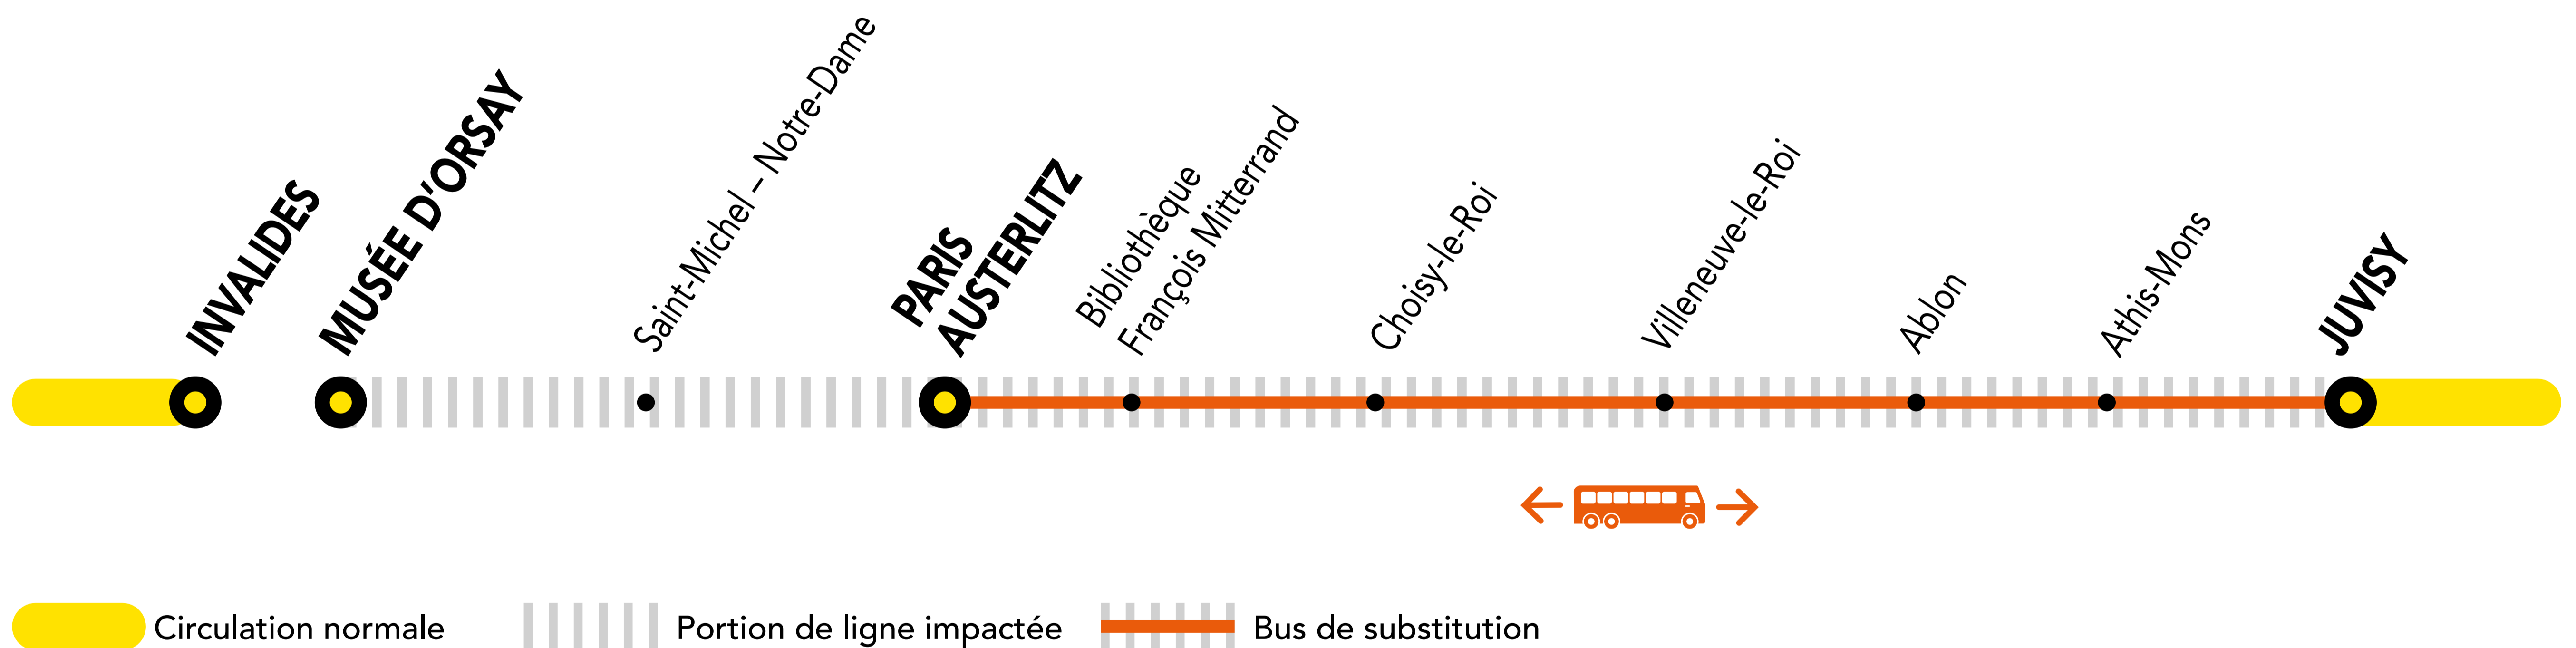 INVALIDES
MUSÉE D'ORSAY
Saint-Michel – Notre-Dame
PARIS
AUSTERLITZ
Bibliothèque
François Mitterrand
Choisy-le-Roi
Villeneuve-le-Roi
Ablon
Athis-Mons
JUVISY
Circulation normale
Portion de ligne impactée
Bus de substitution